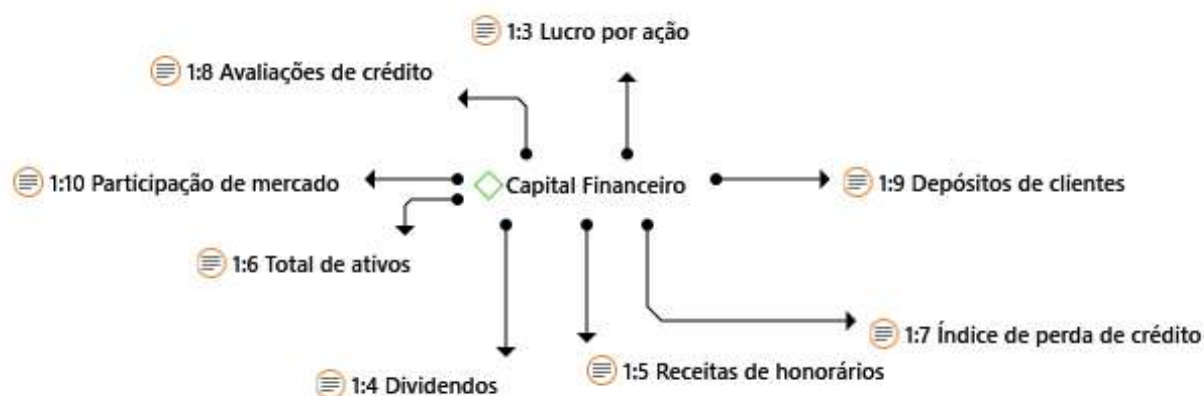 1:3 Lucro por ação
1:8 Avaliações de crédito
1:10 Participação de mercado
Capital Financeiro
1:9 Depósitos de clientes
1:6 Total de ativos
1:7 Índice de perda de crédito
1:5 Receitas de honorários
1:4 Dividendos